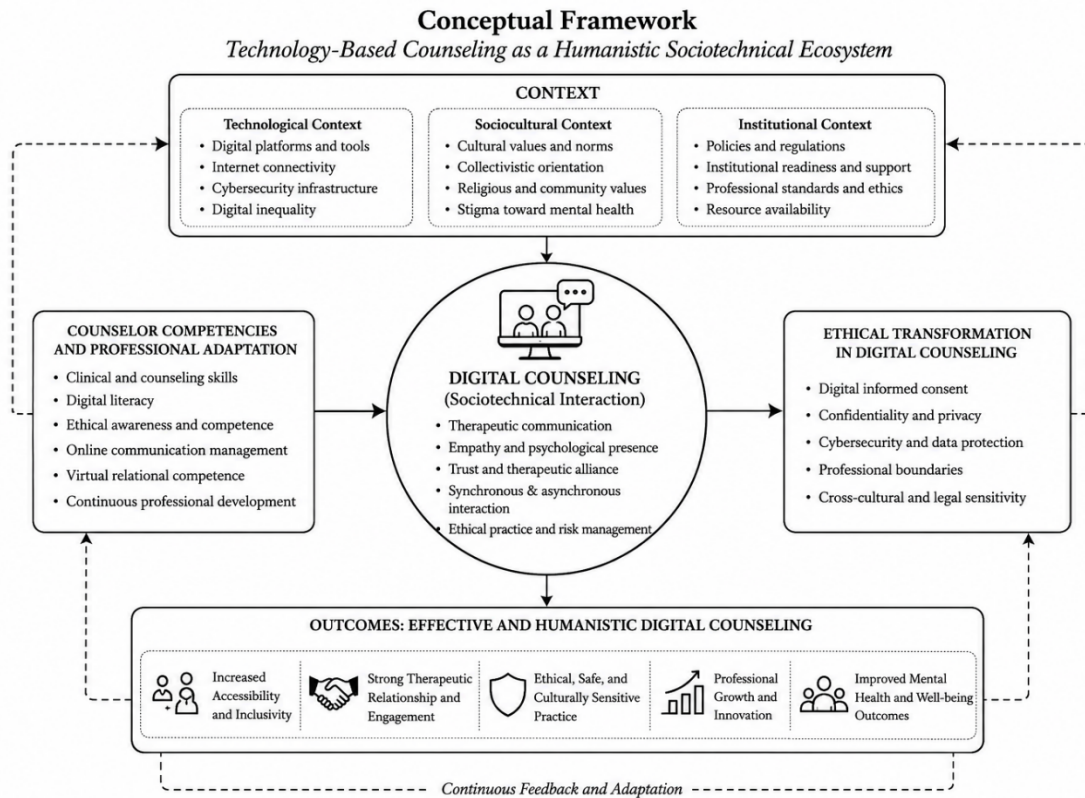 Conceptual Framework
Technology-Based Counseling as a Humanistic Sociotechnical Ecosystem
CONTEXT
Technological Context
• Digital platforms and tools
• Internet connectivity
• Cybersecurity infrastructure
• Digital inequality
Sociocultural Context
• Cultural values and norms
• Collectivistic orientation
• Religious and community values
• Stigma toward mental health
Institutional Context
• Policies and regulations
• Institutional readiness and support
• Professional standards and ethics
• Resource availability
COUNSELOR COMPETENCIES
AND PROFESSIONAL ADAPTATION
• Clinical and counseling skills
• Digital literacy
• Ethical awareness and competence
• Online communication management
• Virtual relational competence
• Continuous professional development
DIGITAL COUNSELING
(Sociotechnical Interaction)
• Therapeutic communication
• Empathy and psychological presence
• Trust and therapeutic alliance
• Synchronous & asynchronous
interaction
• Ethical practice and risk management
ETHICAL TRANSFORMATION
IN DIGITAL COUNSELING
• Digital informed consent
• Confidentiality and privacy
• Cybersecurity and data protection
• Professional boundaries
• Cross-cultural and legal sensitivity
OUTCOMES: EFFECTIVE AND HUMANISTIC DIGITAL COUNSELING
Increased
Accessibility
and Inclusivity
Strong Therapeutic
Relationship and
Engagement
Ethical, Safe, and
Culturally Sensitive
Practice
Professional
Growth and
Innovation
Improved Mental
Health and Well-being
Outcomes
Continuous Feedback and Adaptation